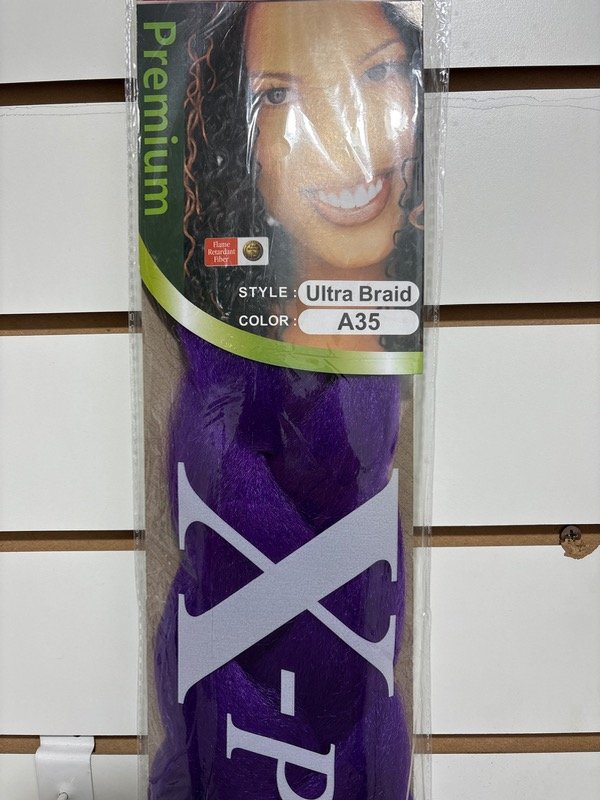 Premium
Flame
Retardant
Fiber
STYLE : Ultra Braid
COLOR : A35
X-P